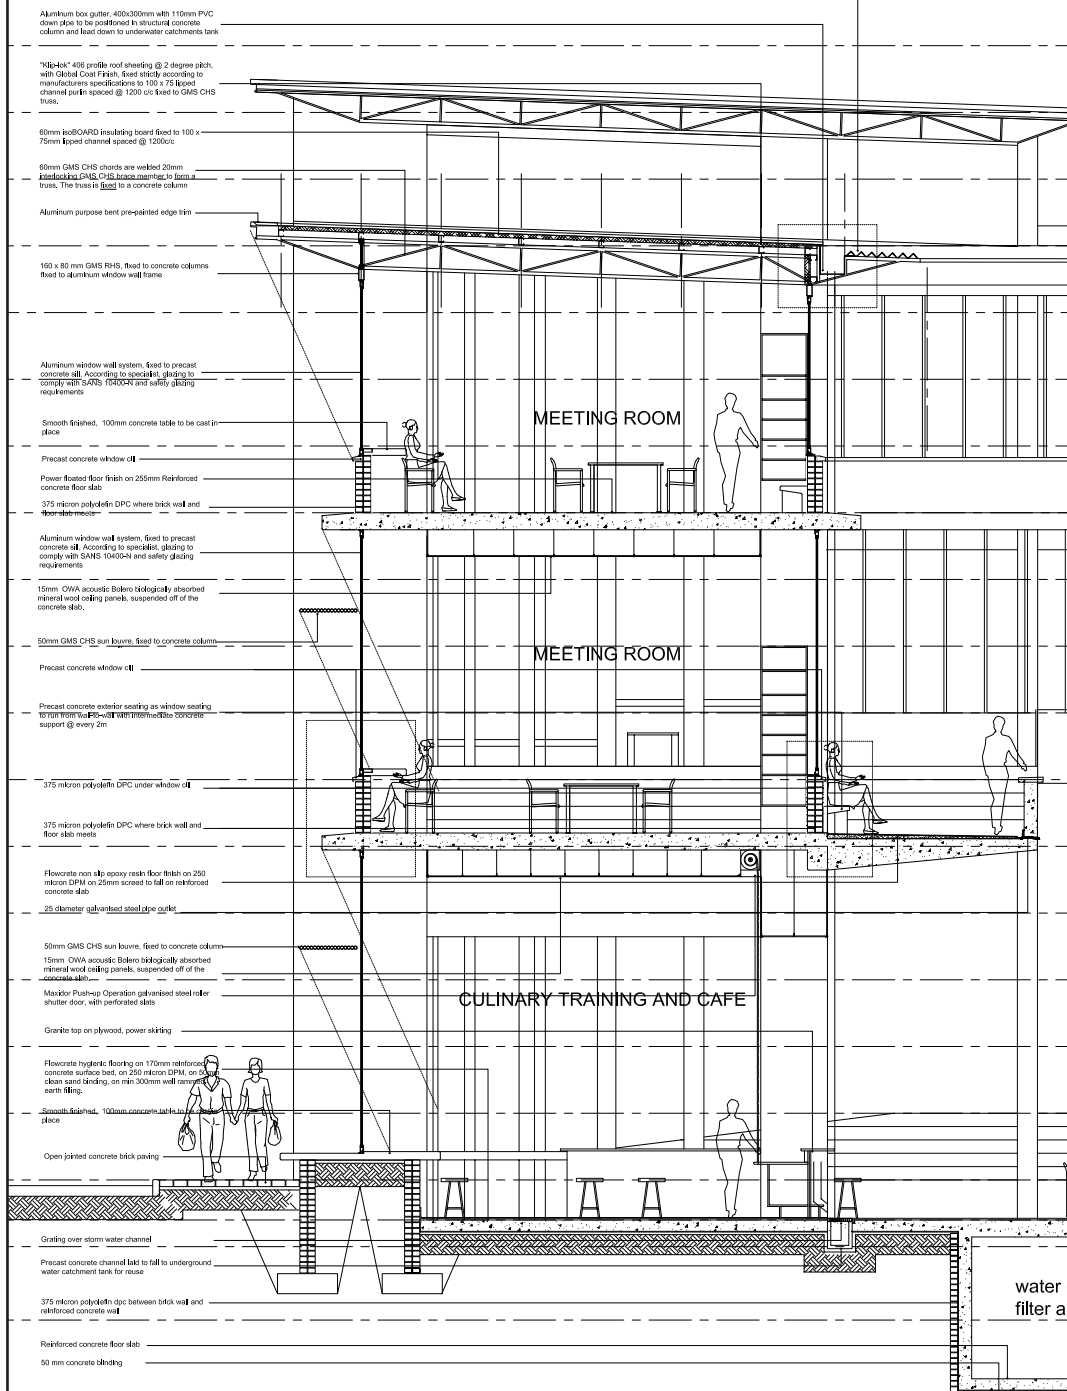 Aluminum box gutter, 400x300mm with 110mm PVC
down pipe to be positioned in structural concrete
column and lead down to underwater catchments tank
"Klip-lok" 406 profile roof sheeting @ 2 degree pitch,
with Global Coat Finish, fixed strictly according to
manufacturers specifications to 100 x 75 lipped
channel purlin spaced @ 1200 c/c fixed to GMS CHS
truss.
60mm isoBOARD insulating board fixed to 100 x
75mm lipped channel spaced @ 1200c/c
60mm GMS CHS chords are welded 20mm
interlocking GMS CHS brace member to form a
truss. The truss is fixed to a concrete column
Aluminum purpose bent pre-painted edge trim
160 x 80 mm GMS RHS, fixed to concrete columns
fixed to aluminum window wall frame
Aluminum window wall system, fixed to precast
concrete sill. According to specialist, glazing to
comply with SANS 10400-N and safety glazing
requirements
MEETING ROOM
Smooth finished, 100mm concrete table to be cast in
place
Precast concrete window cill
Power floated floor finish on 255mm Reinforced
concrete floor slab
375 micron polyolefin DPC where brick wall and
floor slab meets
Aluminum window wall system, fixed to precast
concrete sill. According to specialist, glazing to
comply with SANS 10400-N and safety glazing
requirements
15mm OWA acoustic Bolero biologically absorbed
mineral wool ceiling panels, suspended off of the
concrete slab.
50mm GMS CHS sun louvre, fixed to concrete column
MEETING ROOM
Precast concrete window cill
Precast concrete exterior seating as window seating
to run from wall-to-wall with intermediate concrete
support @ every 2m
375 micron polyolefin DPC under window cill
375 micron polyolefin DPC where brick wall and
floor slab meets
Flowcrete non slip epoxy resin floor finish on 250
micron DPM on 25mm screed to fall on reinforced
concrete slab
25 diameter galvanised steel pipe outlet
50mm GMS CHS sun louvre, fixed to concrete column
15mm OWA acoustic Bolero biologically absorbed
mineral wool ceiling panels, suspended off of the
concrete slab.
Maxidor Push-up Operation galvanised steel roller
shutter door, with perforated slats
CULINARY TRAINING AND CAFE
Granite top on plywood, power skirting
Flowcrete hygienic flooring on 170mm reinforced
concrete surface bed, on 250 micron DPM, on 50mm
clean sand binding, on min 300mm well rammed
earth filling.
Smooth finished, 100mm concrete table to be cast in
place
Open jointed concrete brick paving
Grating over storm water channel
Precast concrete channel laid to fall to underground
water catchment tank for reuse
water
filter a
375 micron polyolefin dpc between brick wall and
reinforced concrete wall
Reinforced concrete floor slab
50 mm concrete blinding